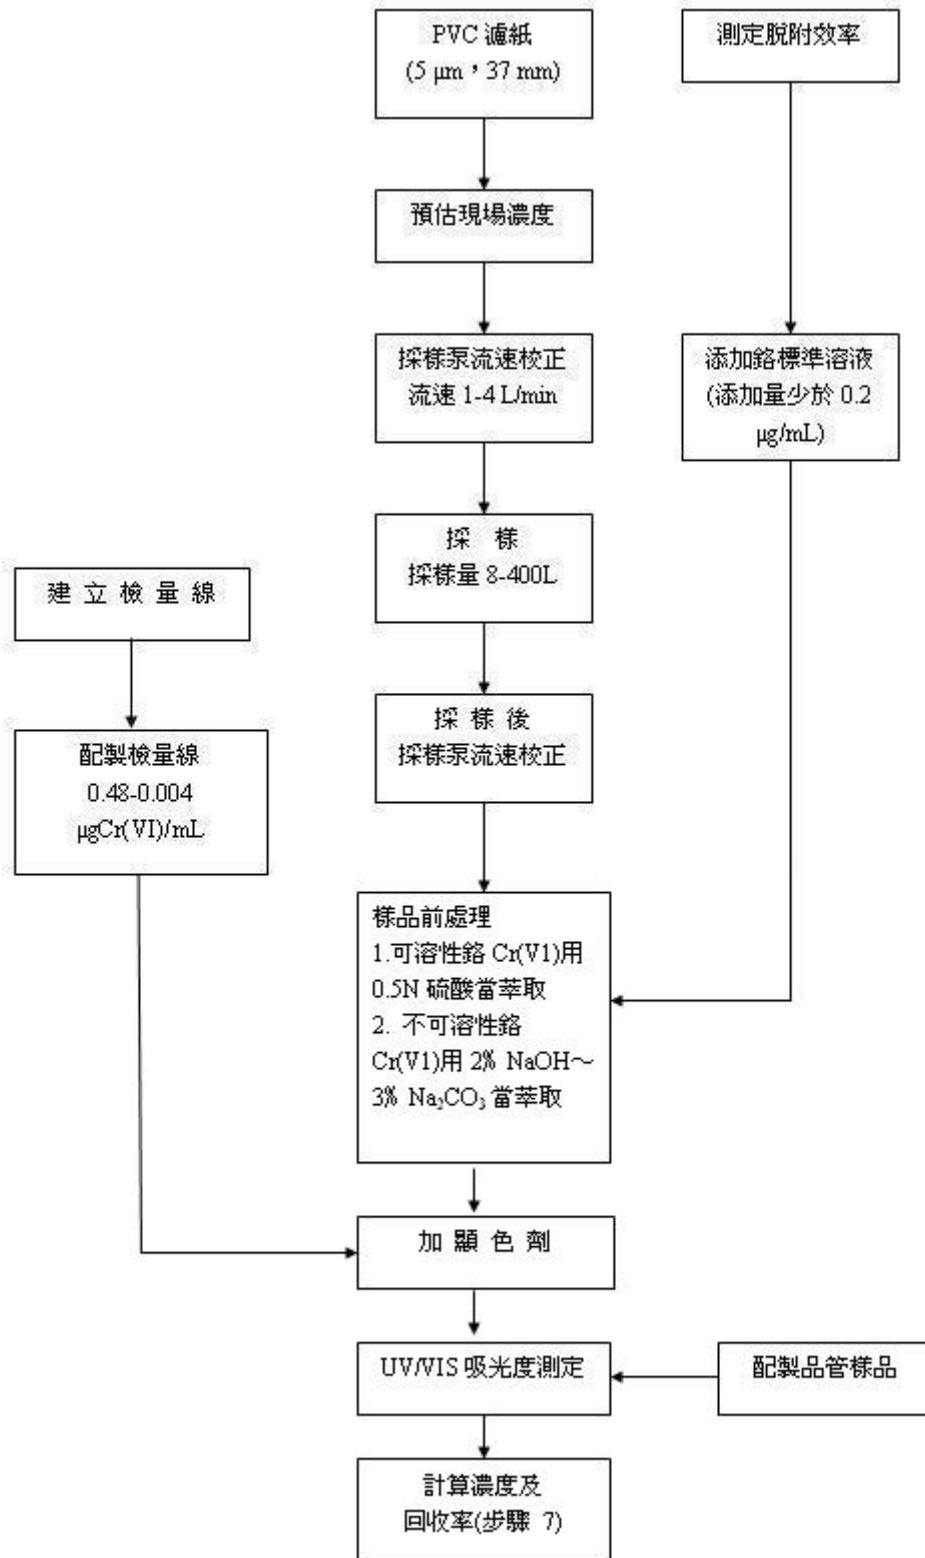 PVC 濾紙
(5 μm，37 mm)
測定脫附效率
預估現場濃度
採樣泵流速校正
流速 1-4 L/min
添加鉻標準溶液
(添加量少於 0.2
μg/mL)
採 樣
採樣量 8-400L
建 立 檢 量 線
採 樣 後
採樣泵流速校正
配製檢量線
0.48-0.004
μgCr(VI)/mL
樣品前處理
1.可溶性鉻 Cr(V1)用
0.5N 硫酸當萃取
2. 不可溶性鉻
Cr(V1)用 2% NaOH～
3% Na₂CO₃ 當萃取
加 顯 色 劑
UV/VIS 吸光度測定
配製品管樣品
計算濃度及
回收率(步驟 7)